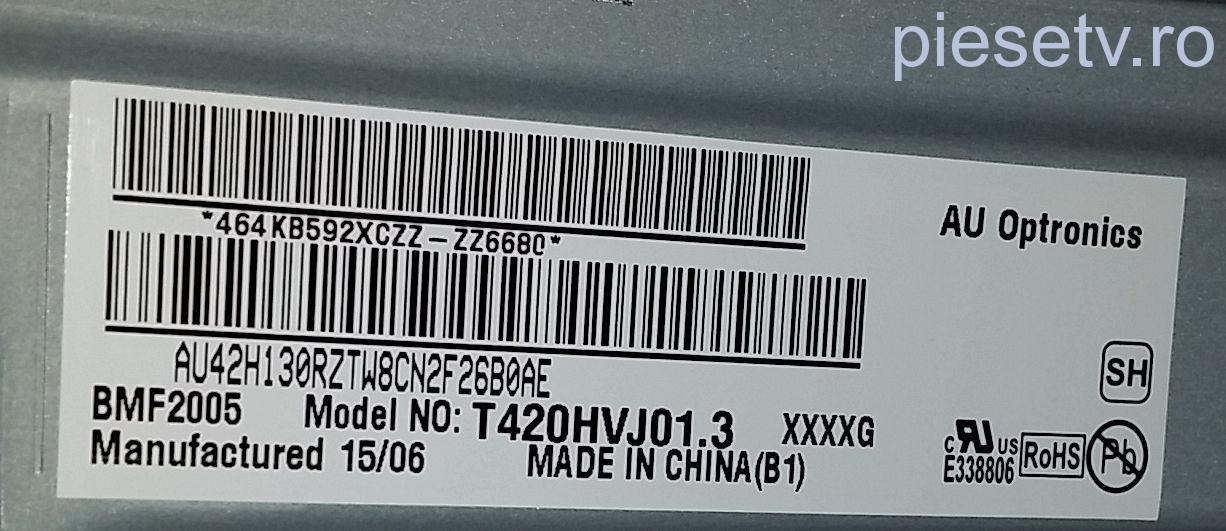 piesetv.ro
*464KB592XCZZ-ZZ6680*
AU Optronics
AU42H130RZTW8CN2F26B0AE
SH
BMF2005 Model NO: T420HVJ01.3 XXXXG
Manufactured 15/06 MADE IN CHINA(B1)
c RU US
E338806
RoHS
Pb